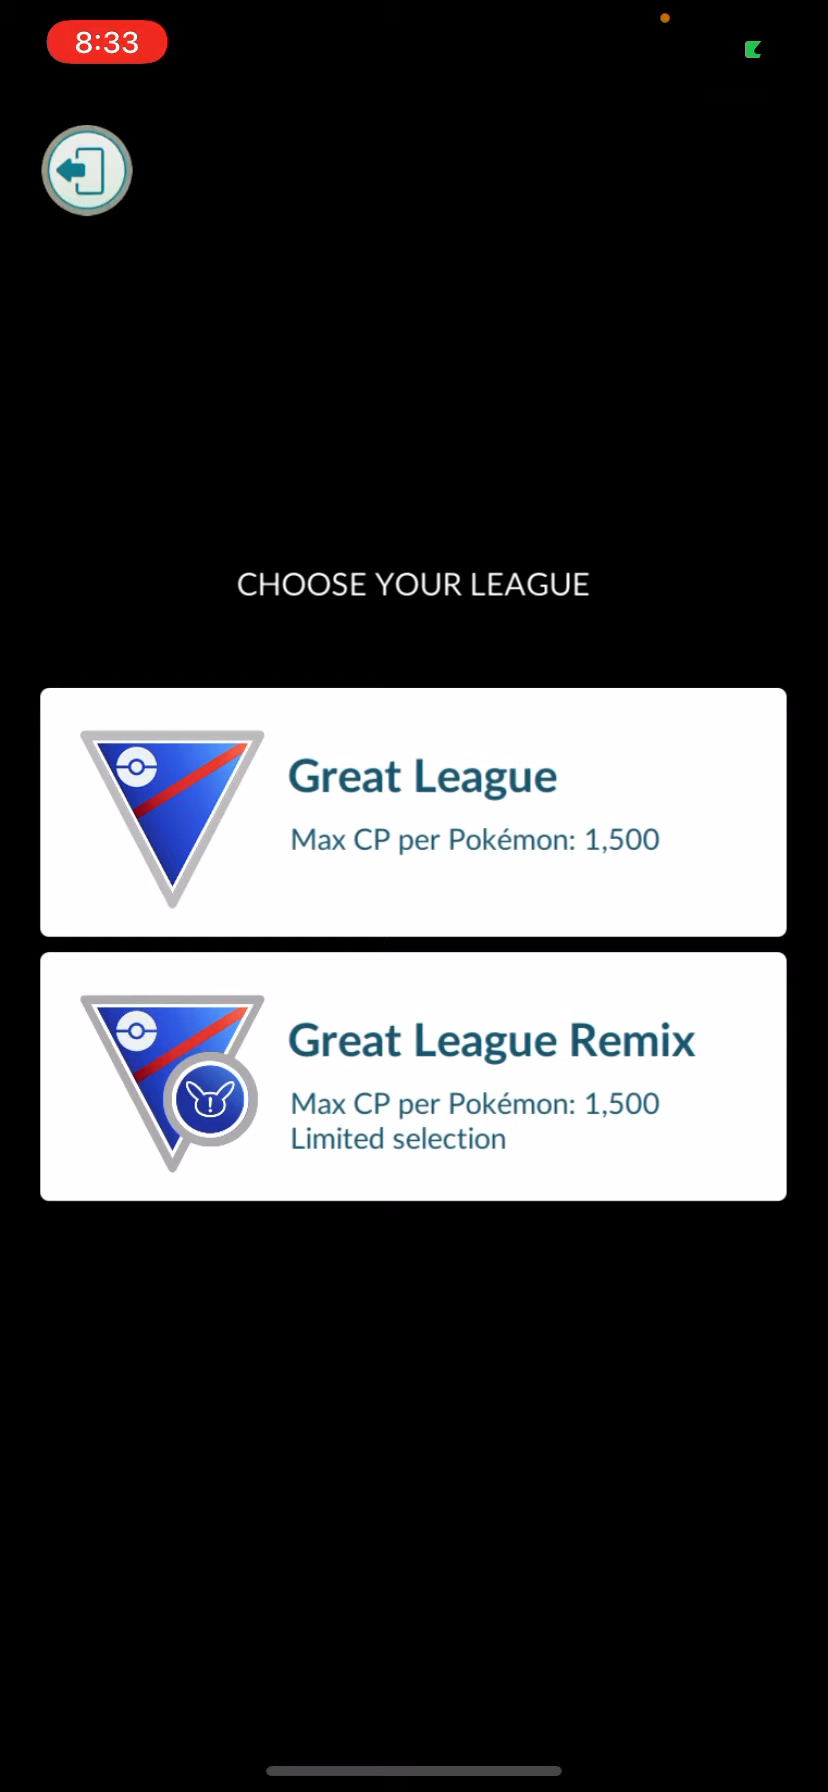 8:33
CHOOSE YOUR LEAGUE
Great League
Max CP per Pokémon: 1,500
Great League Remix
Max CP per Pokémon: 1,500
Limited selection